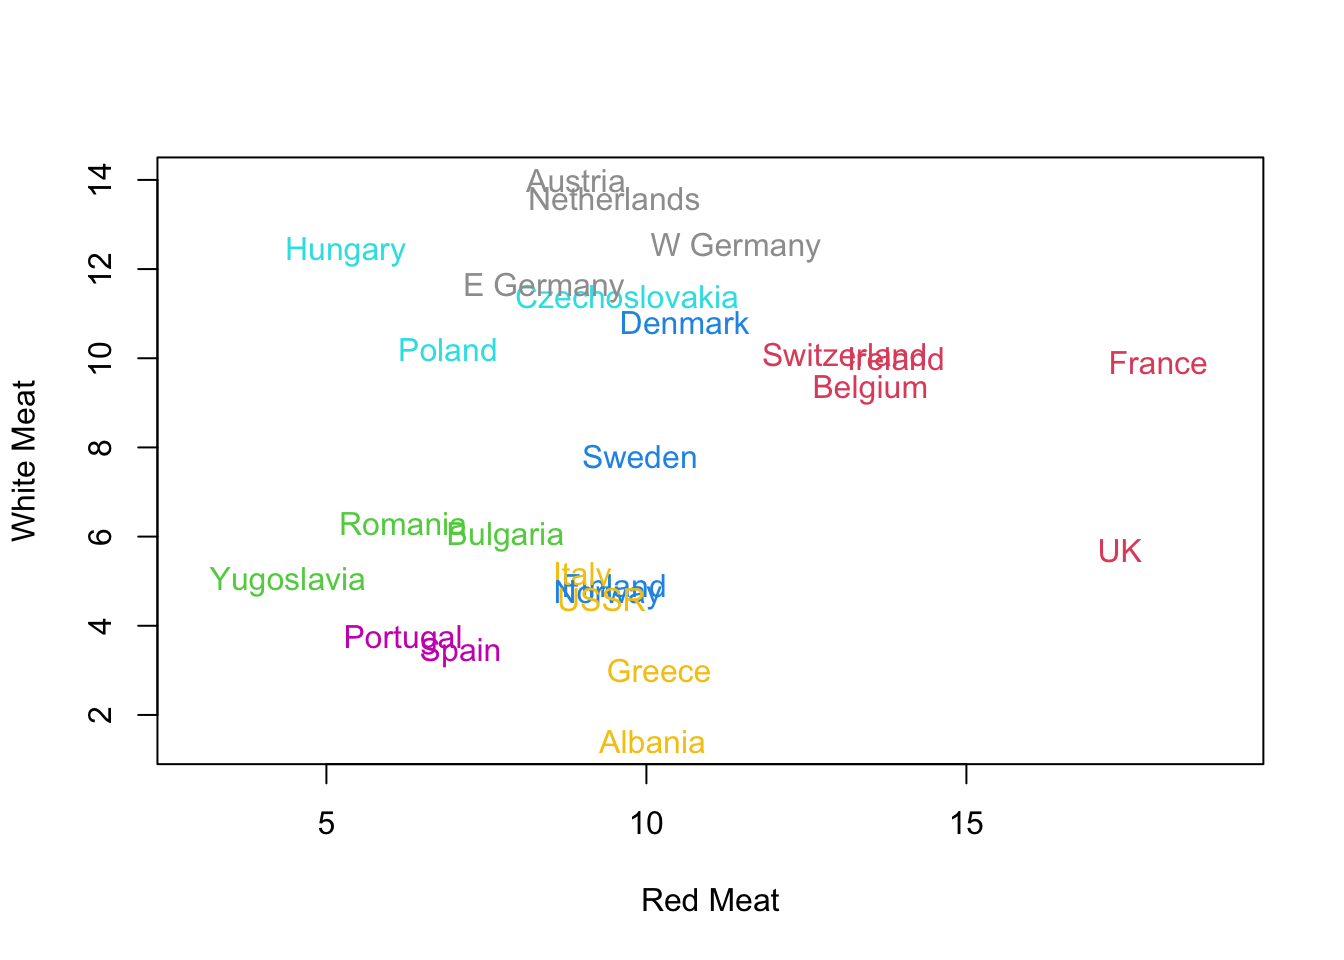 14
Austria
Netherlands
Hungary
W Germany
12
E Germany
Czechoslovakia
Denmark
Poland
10
Switzerland
Ireland
France
Belgium
White Meat
8
Sweden
Romania
Bulgaria
6
UK
Italy
Yugoslavia
Finland
Norway
USSR
4
Portugal
Spain
Greece
2
Albania
5 10 15
Red Meat